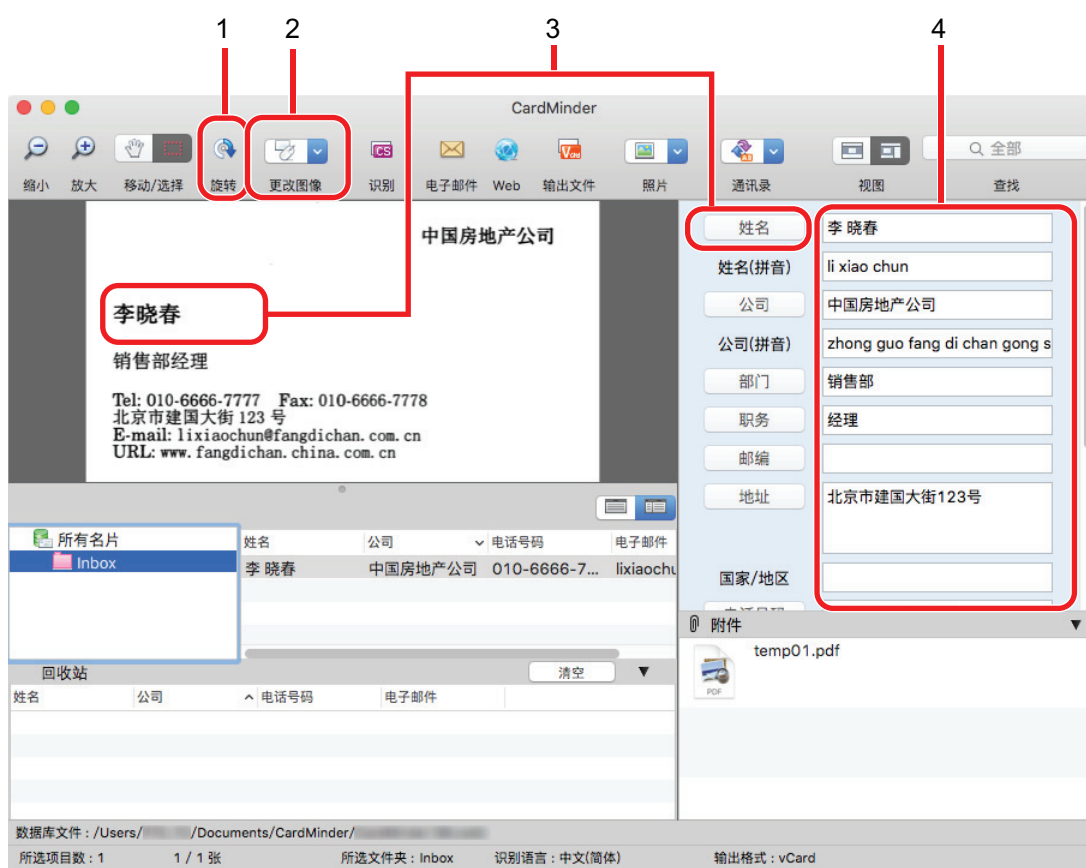 1 2 3 4
CardMinder
全部
缩小 放大 移动/选择 旋转 更改图像 识别 电子邮件 Web 输出文件 照片 通讯录 视图 查找
中国房地产公司
李晓春
销售部经理
Tel: 010-6666-7777 Fax: 010-6666-7778
北京市建国大街 123 号
E-mail: lixiaochun@fangdichan.com.cn
URL: www.fangdichan.china.com.cn
姓名 李 晓春
姓名(拼音) li xiao chun
公司 中国房地产公司
公司(拼音) zhong guo fang di chan gong s
部门 销售部
职务 经理
邮编
地址 北京市建国大街123号
国家/地区
所有名片
Inbox
姓名 公司 电话号码 电子邮件
李 晓春 中国房地产公司 010-6666-7... lixiaochu
回收站 清空
姓名 公司 电话号码 电子邮件
附件
temp01.pdf
PDF
数据库文件：/Users/ /Documents/CardMinder/
所选项目数：1 1 / 1 张 所选文件夹：Inbox 识别语言：中文(简体) 输出格式：vCard